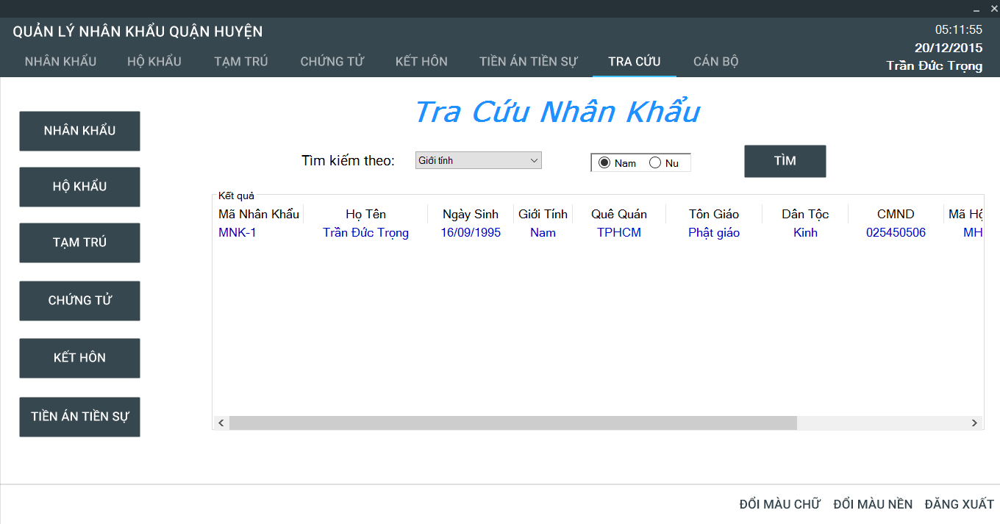 QUẢN LÝ NHÂN KHẨU QUẬN HUYỆN
05:11:55
20/12/2015
Trần Đức Trọng
NHÂN KHẨU HỘ KHẨU TẠM TRÚ CHỨNG TỬ KẾT HÔN TIỀN ÁN TIỀN SỰ TRA CỨU CÁN BỘ
Tra Cứu Nhân Khẩu
NHÂN KHẨU
HỘ KHẨU
TẠM TRÚ
CHỨNG TỬ
KẾT HÔN
TIỀN ÁN TIỀN SỰ
Tìm kiếm theo: Giới tính Nam Nu TÌM
Kết quả
Mã Nhân Khẩu Họ Tên Ngày Sinh Giới Tính Quê Quán Tôn Giáo Dân Tộc CMND Mã
MNK-1 Trần Đức Trọng 16/09/1995 Nam TPHCM Phật giáo Kinh 025450506 MH
ĐỔI MÀU CHỮ ĐỔI MÀU NỀN ĐĂNG XUẤT